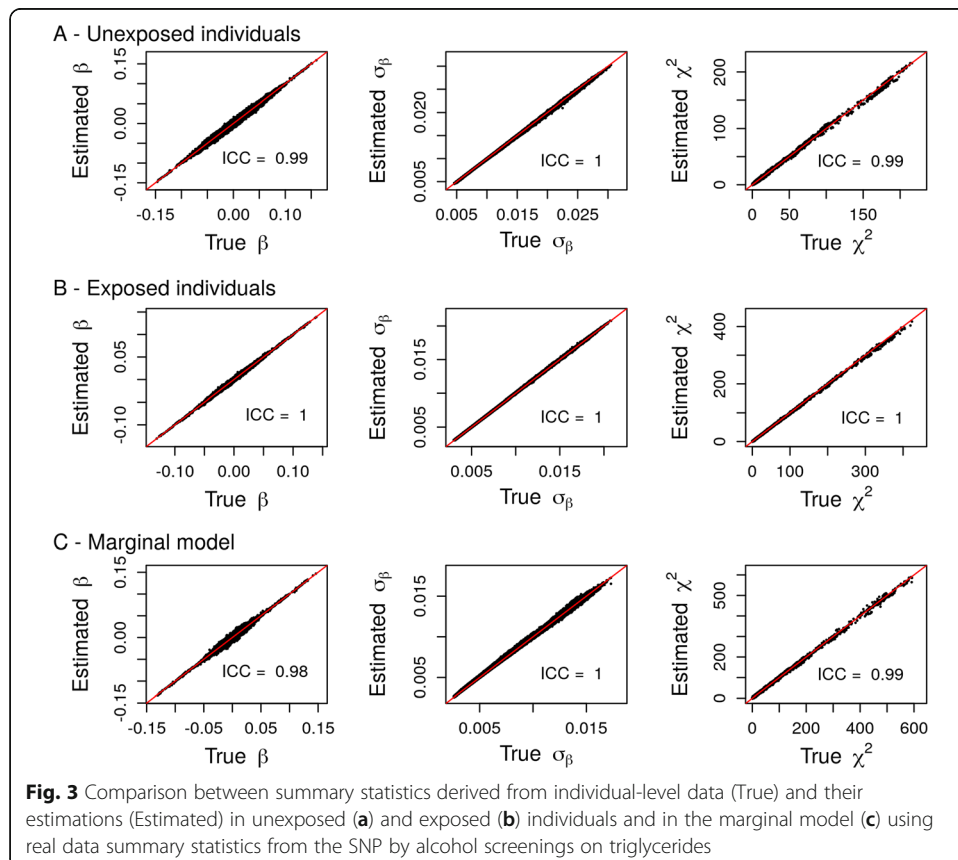 A - Unexposed individuals
Estimated β
0.15
0.00
-0.15
ICC = 0.99
-0.15
0.00
0.10
True β
Estimated σβ
0.020
0.005
ICC = 1
0.005
0.015
0.025
True σβ
Estimated χ²
200
100
0
ICC = 0.99
0
50
150
True χ²
B - Exposed individuals
Estimated β
0.05
-0.10
ICC = 1
-0.10
0.00
0.10
True β
Estimated σβ
0.015
0.005
ICC = 1
0.005
0.015
True σβ
Estimated χ²
400
200
0
ICC = 1
0
100
300
True χ²
C - Marginal model
Estimated β
0.15
0.00
-0.15
ICC = 0.98
-0.15
-0.05
0.05
0.15
True β
Estimated σβ
0.015
0.005
ICC = 1
0.005
0.015
True σβ
Estimated χ²
500
200
0
ICC = 0.99
0
200
400
600
True χ²
Fig. 3 Comparison between summary statistics derived from individual-level data (True) and their
estimations (Estimated) in unexposed (a) and exposed (b) individuals and in the marginal model (c) using
real data summary statistics from the SNP by alcohol screenings on triglycerides